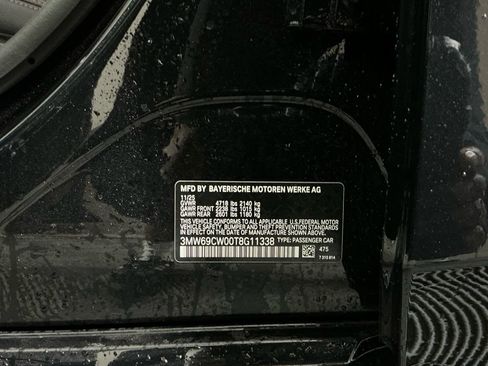 MFD BY BAYERISCHE MOTOREN WERKE AG
11/25
GVWR 4718 lbs 2140 kg
GAWR FRONT 2238 lbs 1015 kg
GAWR REAR 2601 lbs 1180 kg
THIS VEHICLE CONFORMS TO ALL APPLICABLE U.S.FEDERAL MOTOR
VEHICLE SAFETY, BUMPER AND THEFT PREVENTION STANDARDS
IN EFFECT ON THE DATE OF MANUFACTURE SHOWN ABOVE.
3MW69CW00T8G11338 TYPE: PASSENGER CAR
475